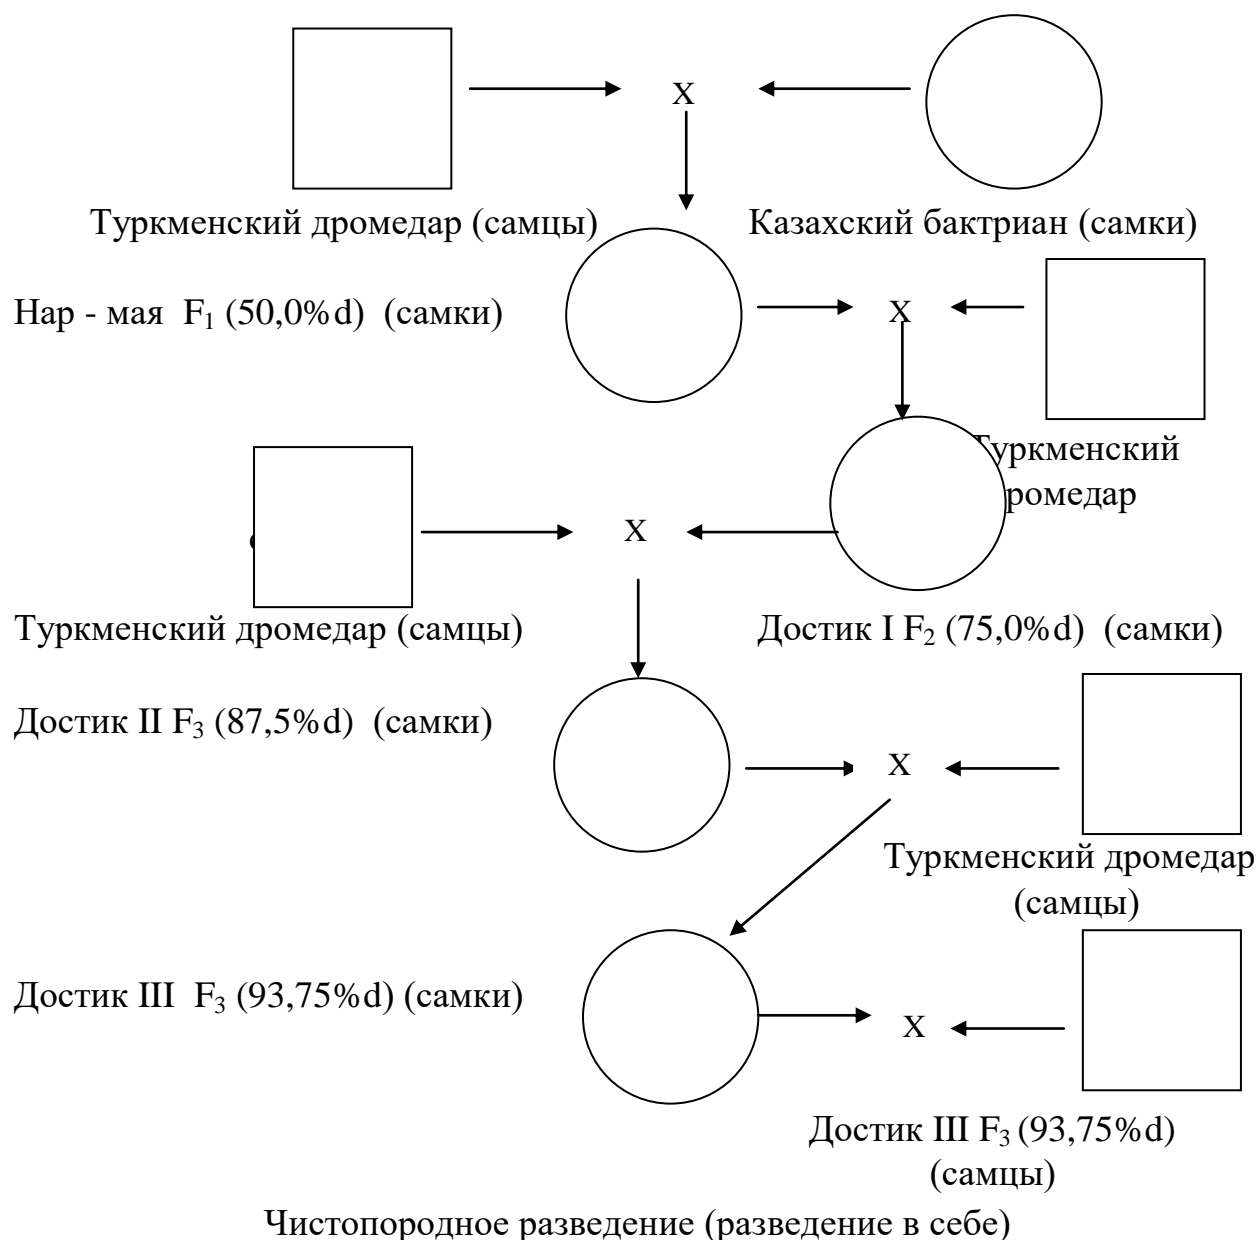 X
Туркменский дромедар (самцы)
Казахский бактриан (самки)
Нар - мая F₁ (50,0%d) (самки)
X
Туркменский
ромедар
X
Туркменский дромедар (самцы)
Достик I F₂ (75,0%d) (самки)
Достик II F₃ (87,5%d) (самки)
X
Туркменский дромедар
(самцы)
Достик III F₃ (93,75%d) (самки)
X
Достик III F₃ (93,75%d)
(самцы)
Чистопородное разведение (разведение в себе)